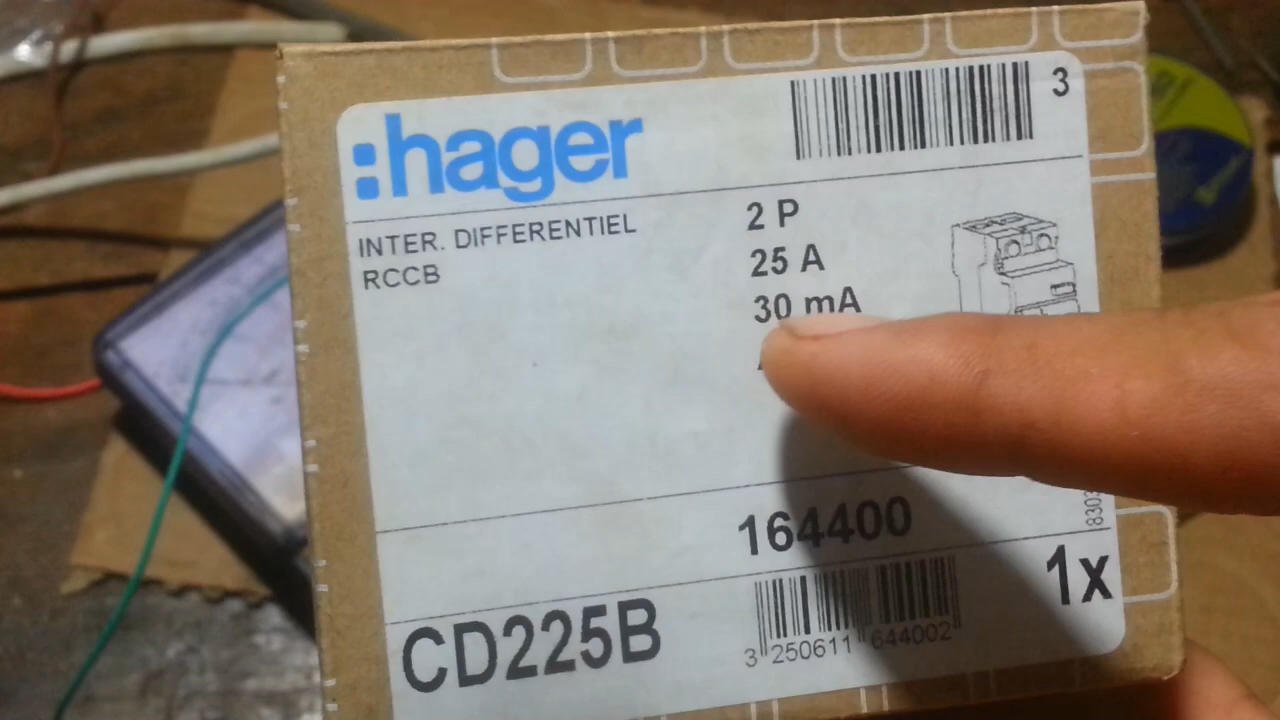 :hager
3
INTER. DIFFERENTIEL
RCCB
2 P
25 A
30 mA
164400
CD225B
3 250611 644002
1x